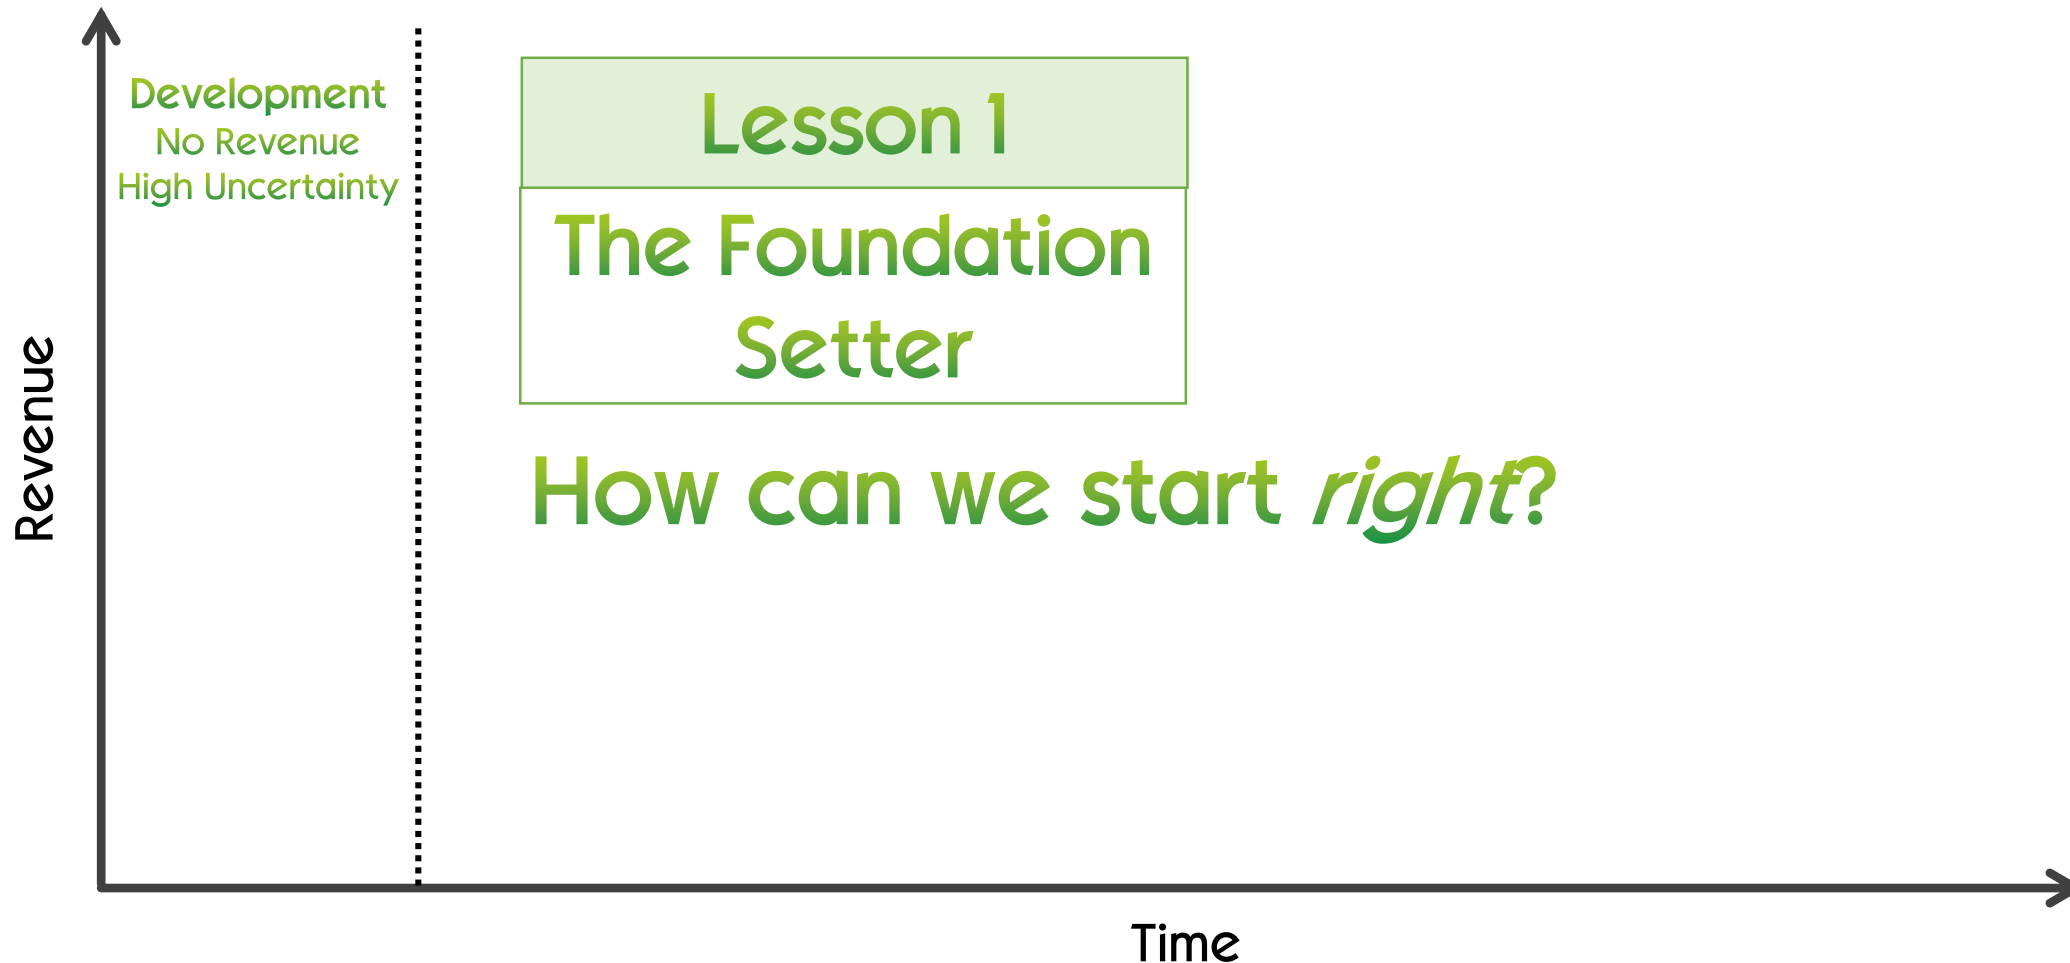 Development
No Revenue
High Uncertainty
Lesson 1
The Foundation
Setter
How can we start right?
Revenue
Time